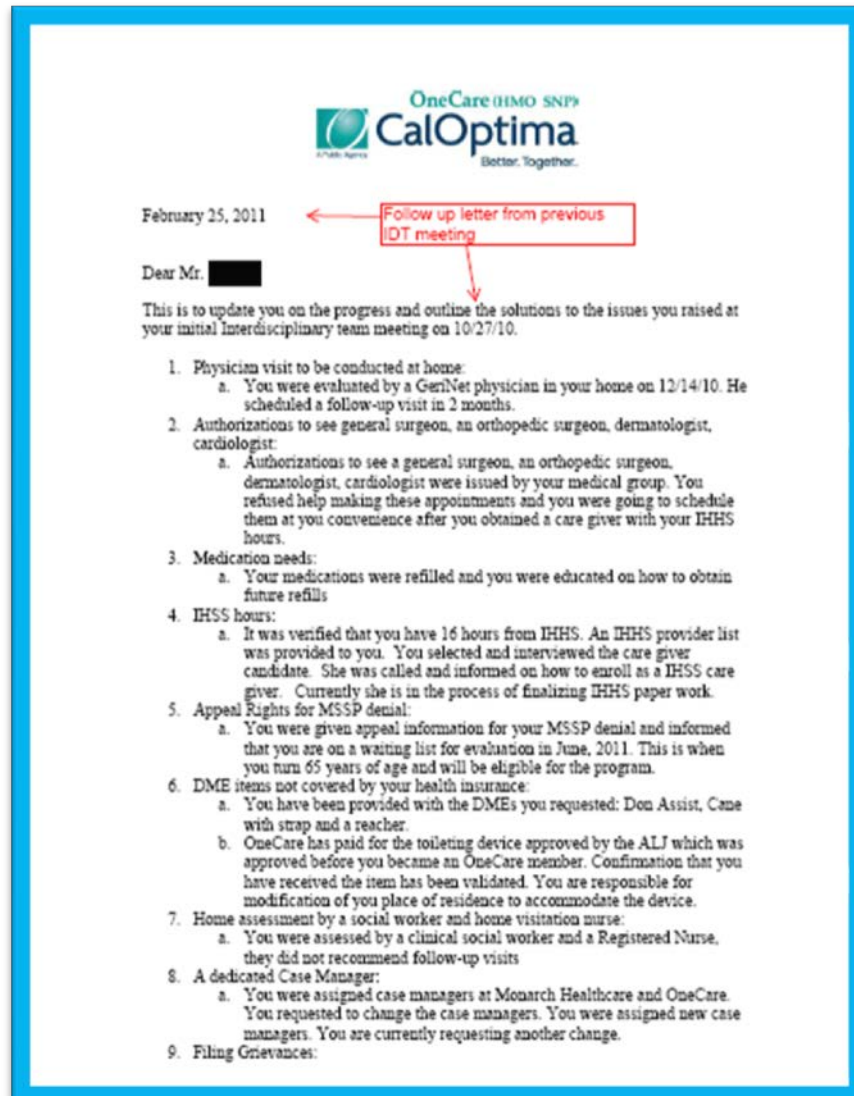 OneCare (HMO SNP)
CalOptima
A Public Agency
Better. Together.
February 25, 2011
Follow up letter from previous
IDT meeting
Dear Mr.
This is to update you on the progress and outline the solutions to the issues you raised at
your initial Interdisciplinary team meeting on 10/27/10.
1. Physician visit to be conducted at home:
a. You were evaluated by a GeriNet physician in your home on 12/14/10. He
scheduled a follow-up visit in 2 months.
2. Authorizations to see general surgeon, an orthopedic surgeon, dermatologist,
cardiologist:
a. Authorizations to see a general surgeon, an orthopedic surgeon,
dermatologist, cardiologist were issued by your medical group. You
refused help making these appointments and you were going to schedule
them at you convenience after you obtained a care giver with your IHHS
hours.
3. Medication needs:
a. Your medications were refilled and you were educated on how to obtain
future refills
4. IHSS hours:
a. It was verified that you have 16 hours from IHHS. An IHHS provider list
was provided to you. You selected and interviewed the care giver
candidate. She was called and informed on how to enroll as a IHSS care
giver. Currently she is in the process of finalizing IHHS paper work.
5. Appeal Rights for MSSP denial:
a. You were given appeal information for your MSSP denial and informed
that you are on a waiting list for evaluation in June, 2011. This is when
you turn 65 years of age and will be eligible for the program.
6. DME items not covered by your health insurance:
a. You have been provided with the DMEs you requested: Don Assist, Cane
with strap and a reacher.
b. OneCare has paid for the toileting device approved by the ALJ which was
approved before you became an OneCare member. Confirmation that you
have received the item has been validated. You are responsible for
modification of you place of residence to accommodate the device.
7. Home assessment by a social worker and home visitation nurse:
a. You were assessed by a clinical social worker and a Registered Nurse,
they did not recommend follow-up visits
8. A dedicated Case Manager:
a. You were assigned case managers at Monarch Healthcare and OneCare.
You requested to change the case managers. You were assigned new case
managers. You are currently requesting another change.
9. Filing Grievances: